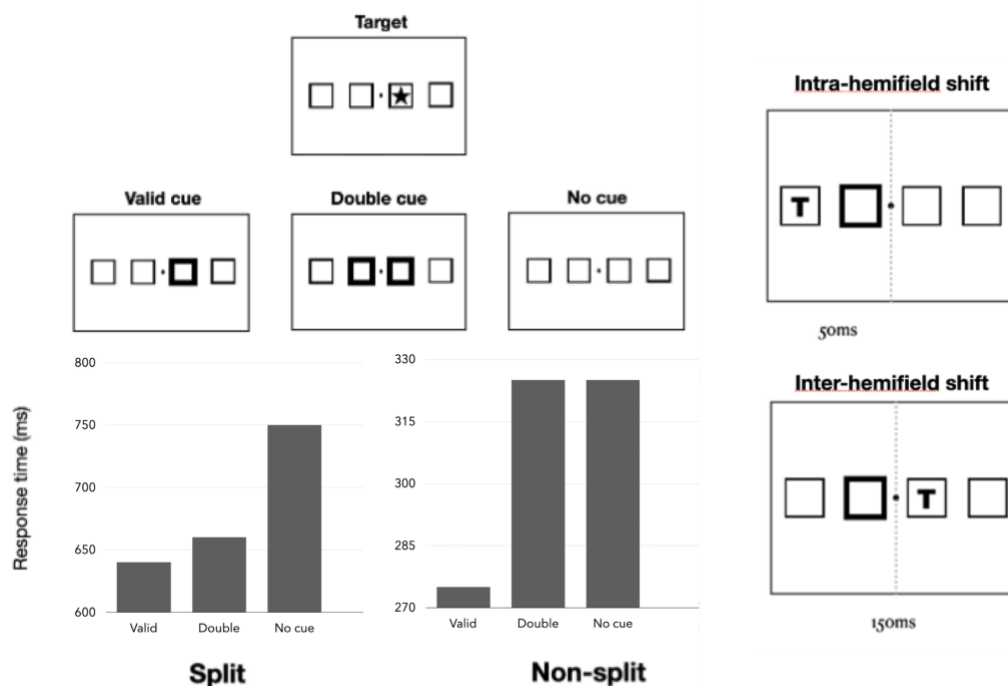 Target
Valid cue
Double cue
No cue
Response time (ms)
800
750
700
650
600
Valid
Double
No cue
Split
330
315
300
285
270
Valid
Double
No cue
Non-split
Intra-hemifield shift
T
50ms
Inter-hemifield shift
T
150ms